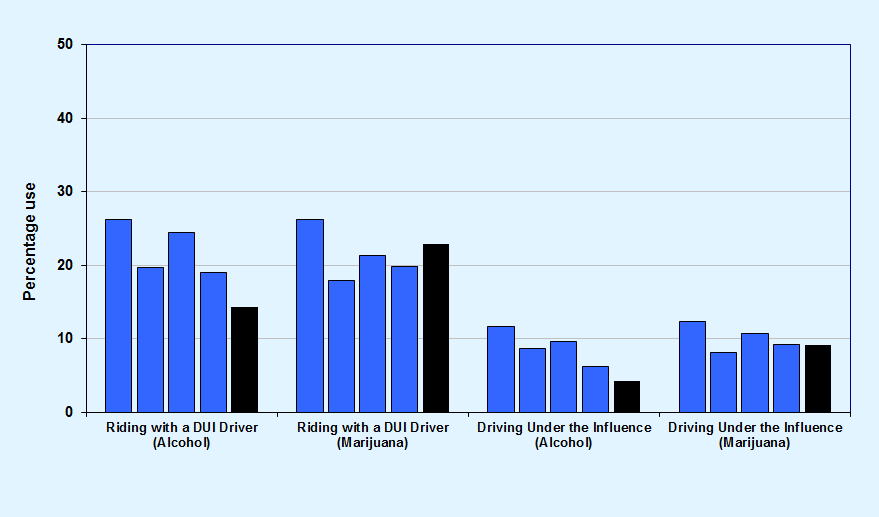 50
40
30
20
10
0
Percentage use
Riding with a DUI Driver
(Alcohol)
Riding with a DUI Driver
(Marijuana)
Driving Under the Influence
(Alcohol)
Driving Under the Influence
(Marijuana)